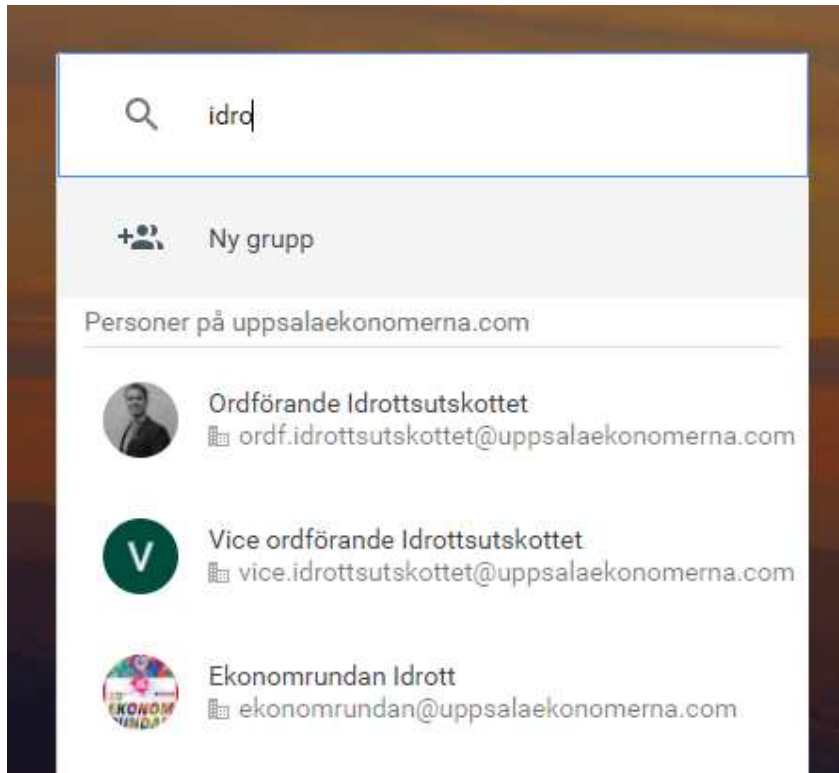 idro
Ny grupp
Personer på uppsalaekonomerna.com
Ordförande Idrottsutskottet
ordf.idrottsutskottet@uppsalaekonomerna.com
V
Vice ordförande Idrottsutskottet
vice.idrottsutskottet@uppsalaekonomerna.com
Ekonomrundan Idrott
ekonomrundan@uppsalaekonomerna.com